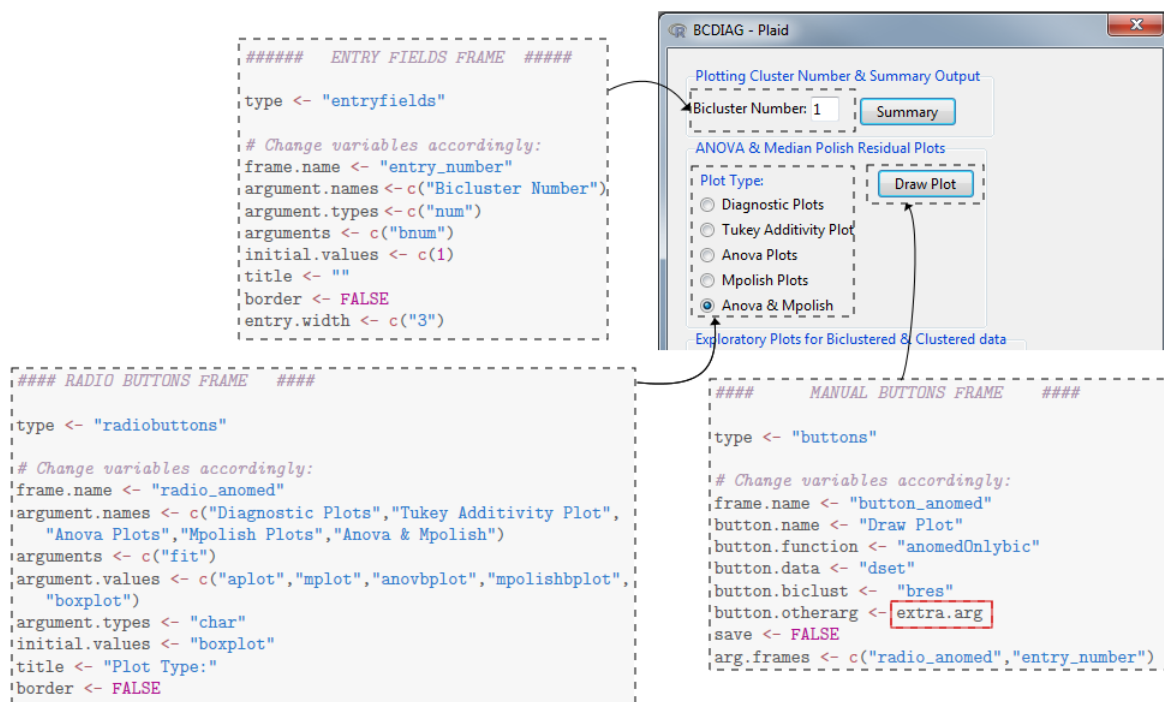 ###### ENTRY FIELDS FRAME #####
type <- "entryfields"
# Change variables accordingly:
frame.name <- "entry_number"
argument.names <- c("Bicluster Number")
argument.types <- c("num")
arguments <- c("bnum")
initial.values <- c(1)
title <- ""
border <- FALSE
entry.width <- c("3")
BCDIAG - Plaid
Plotting Cluster Number & Summary Output
Bicluster Number: 1 Summary
ANOVA & Median Polish Residual Plots
Plot Type: Draw Plot
Diagnostic Plots
Tukey Additivity Plot
Anova Plots
Mpolish Plots
Anova & Mpolish
Exploratory Plots for Biclustered & Clustered data
#### RADIO BUTTONS FRAME ####
type <- "radiobuttons"
# Change variables accordingly:
frame.name <- "radio_anomed"
argument.names <- c("Diagnostic Plots","Tukey Additivity Plot",
"Anova Plots","Mpolish Plots","Anova & Mpolish")
arguments <- c("fit")
argument.values <- c("aplot","mplot","anovbplot","mpolishbplot",
"boxplot")
argument.types <- "char"
initial.values <- "boxplot"
title <- "Plot Type:"
border <- FALSE
#### MANUAL BUTTONS FRAME ####
type <- "buttons"
# Change variables accordingly:
frame.name <- "button_anomed"
button.name <- "Draw Plot"
button.function <- "anomedOnlybic"
button.data <- "dset"
button.biclust <- "bres"
button.otherarg <- extra.arg
save <- FALSE
arg.frames <- c("radio_anomed","entry_number")